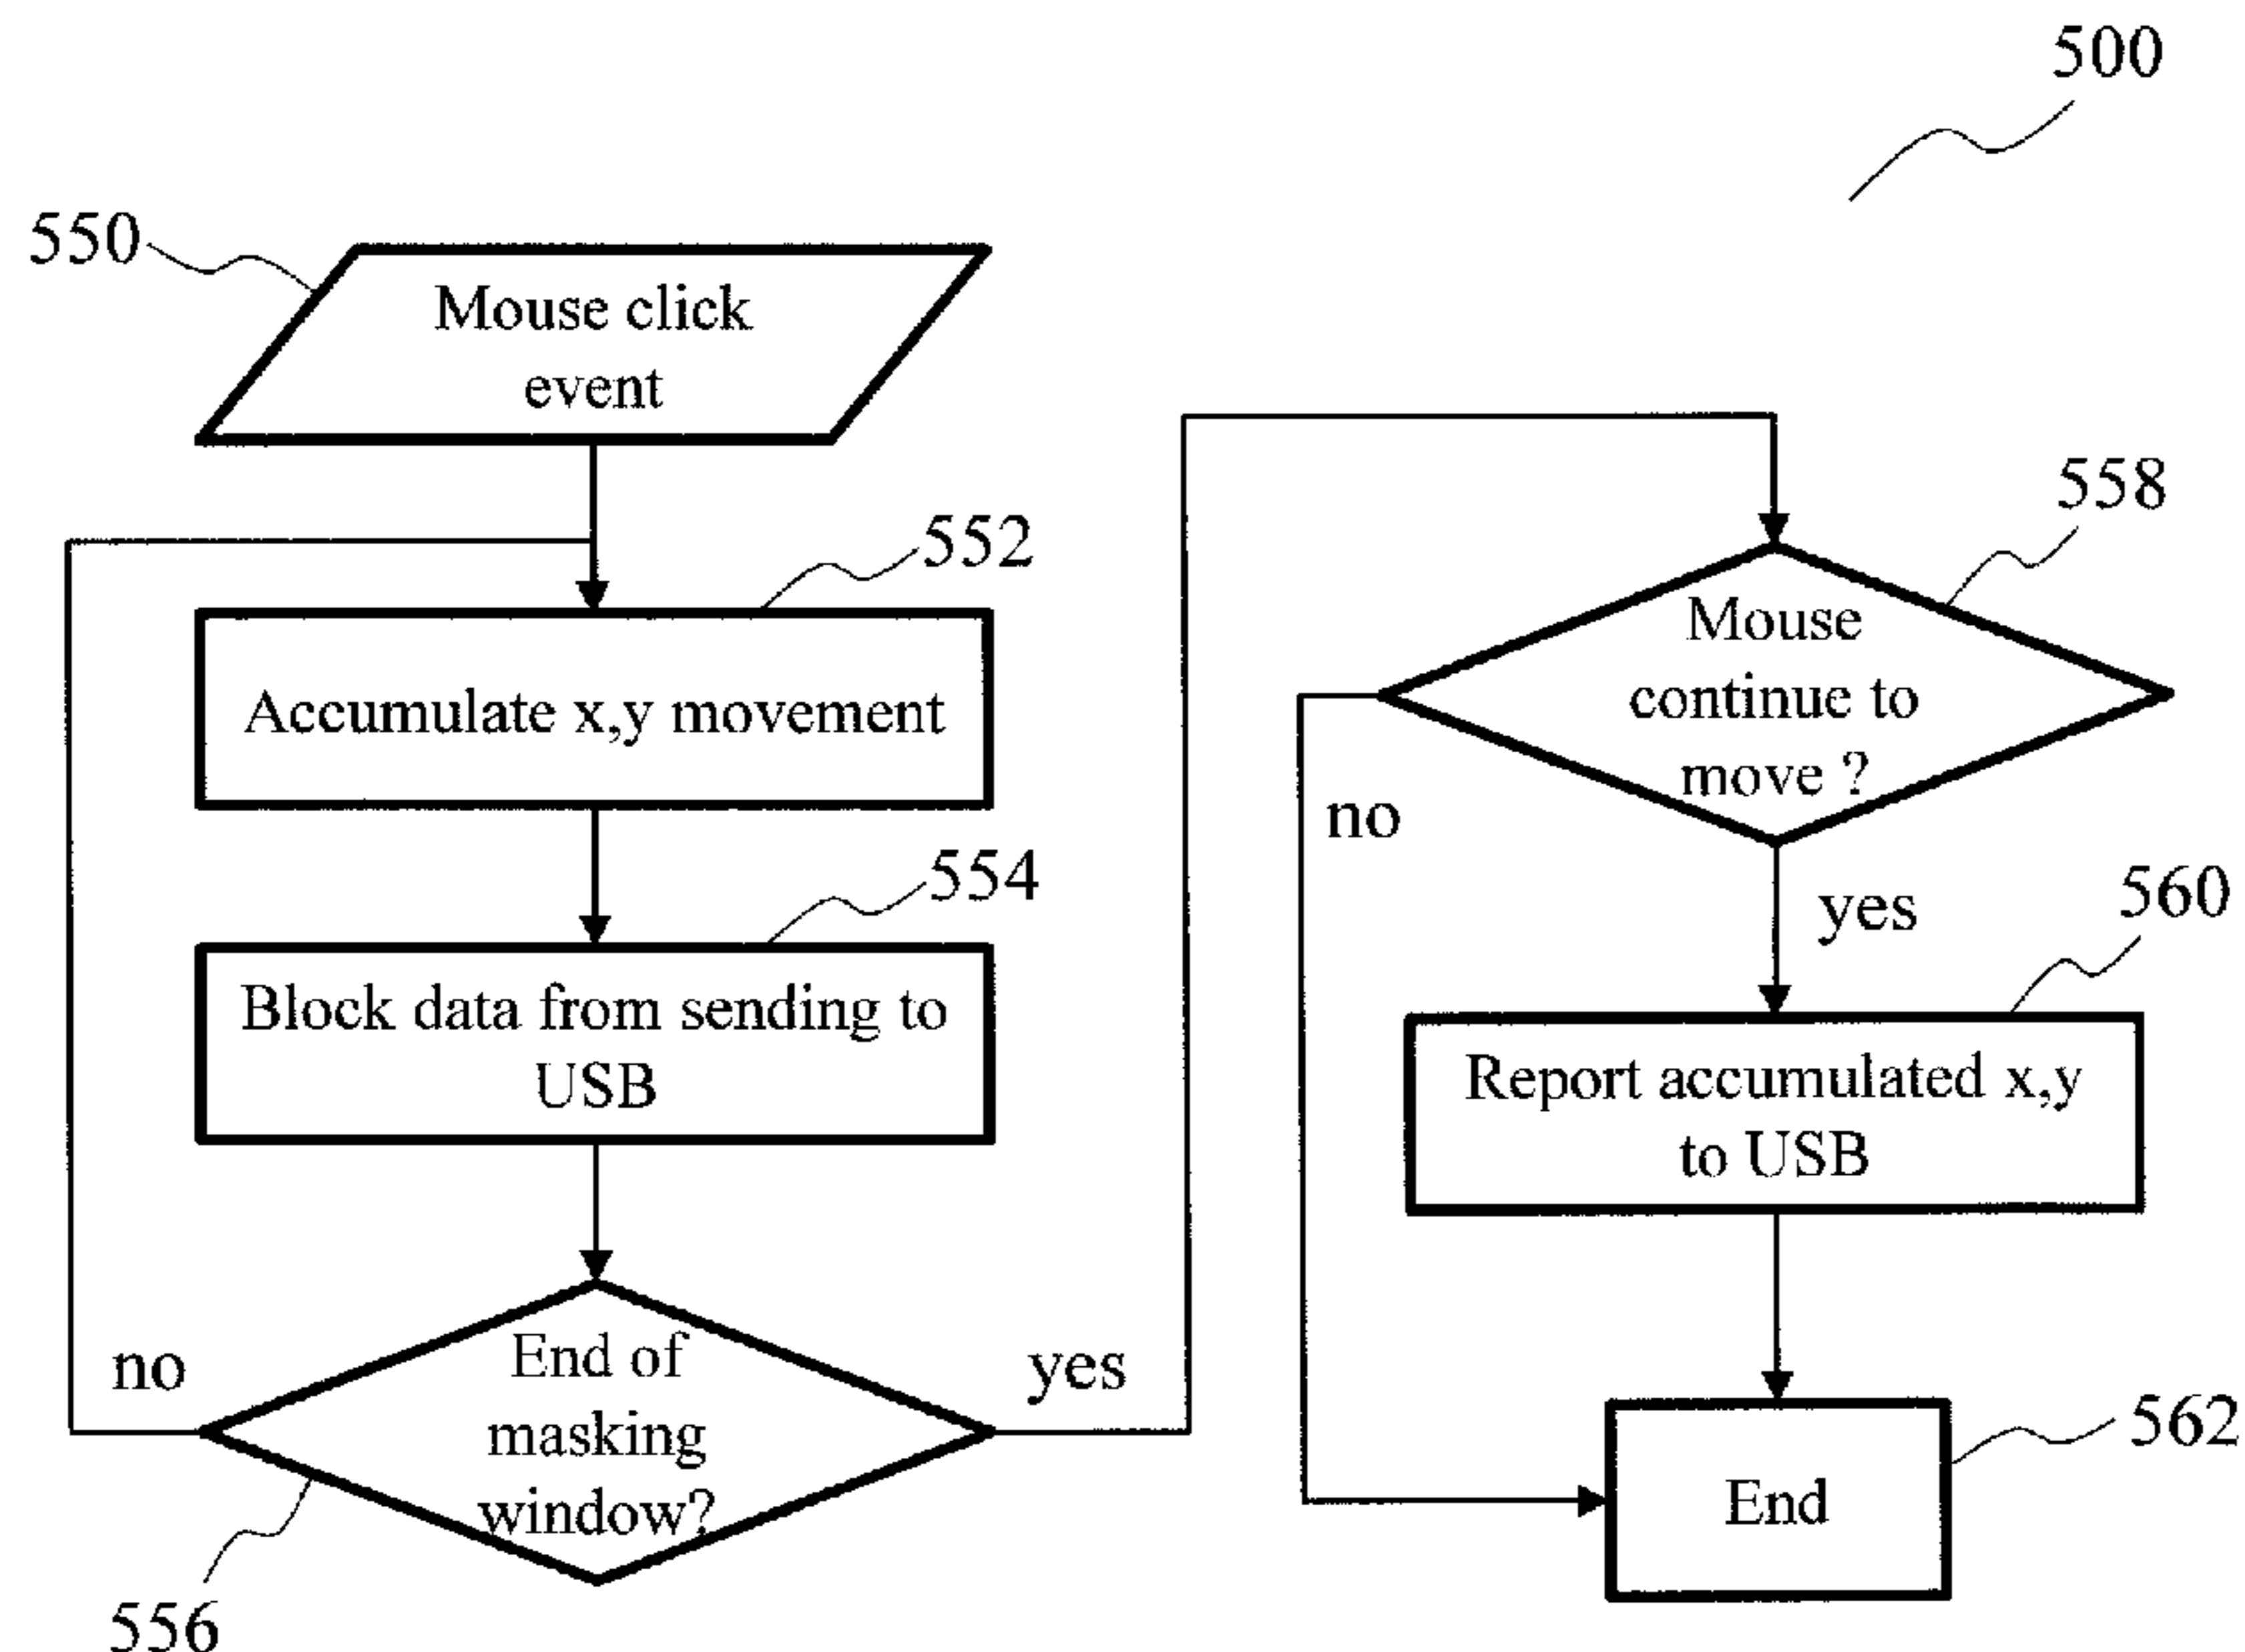 500
550
Mouse click
event
552
Accumulate x,y movement
554
Block data from sending to
USB
no
End of
masking
window?
yes
556
558
Mouse
continue to
move ?
no
yes
560
Report accumulated x,y
to USB
562
End